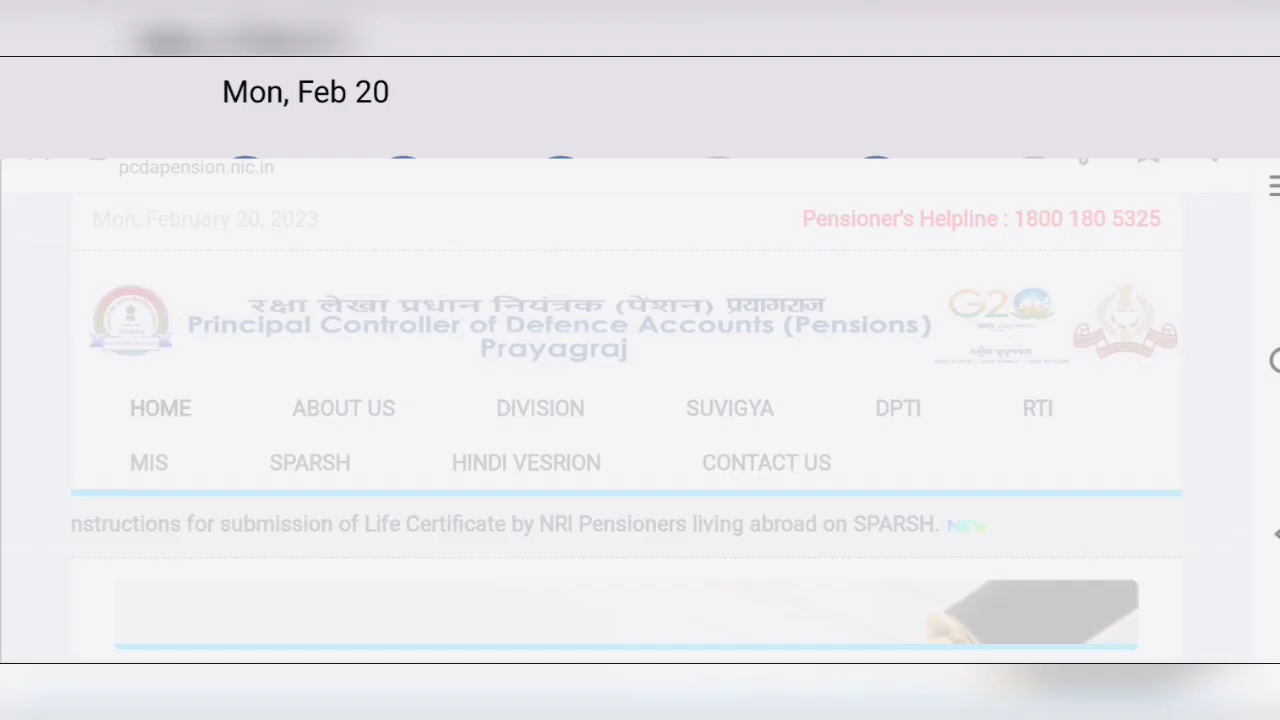 Mon, Feb 20
pcdapension.nic.in
Mon, February 20, 2023
Pensioner's Helpline : 1800 180 5325
रक्षा लेखा प्रधान नियंत्रक (पेंशन) प्रयागराज
Principal Controller of Defence Accounts (Pensions)
Prayagraj
G20
HOME ABOUT US DIVISION SUVIGYA DPTI RTI
MIS SPARSH HINDI VESRION CONTACT US
nstructions for submission of Life Certificate by NRI Pensioners living abroad on SPARSH. NEW